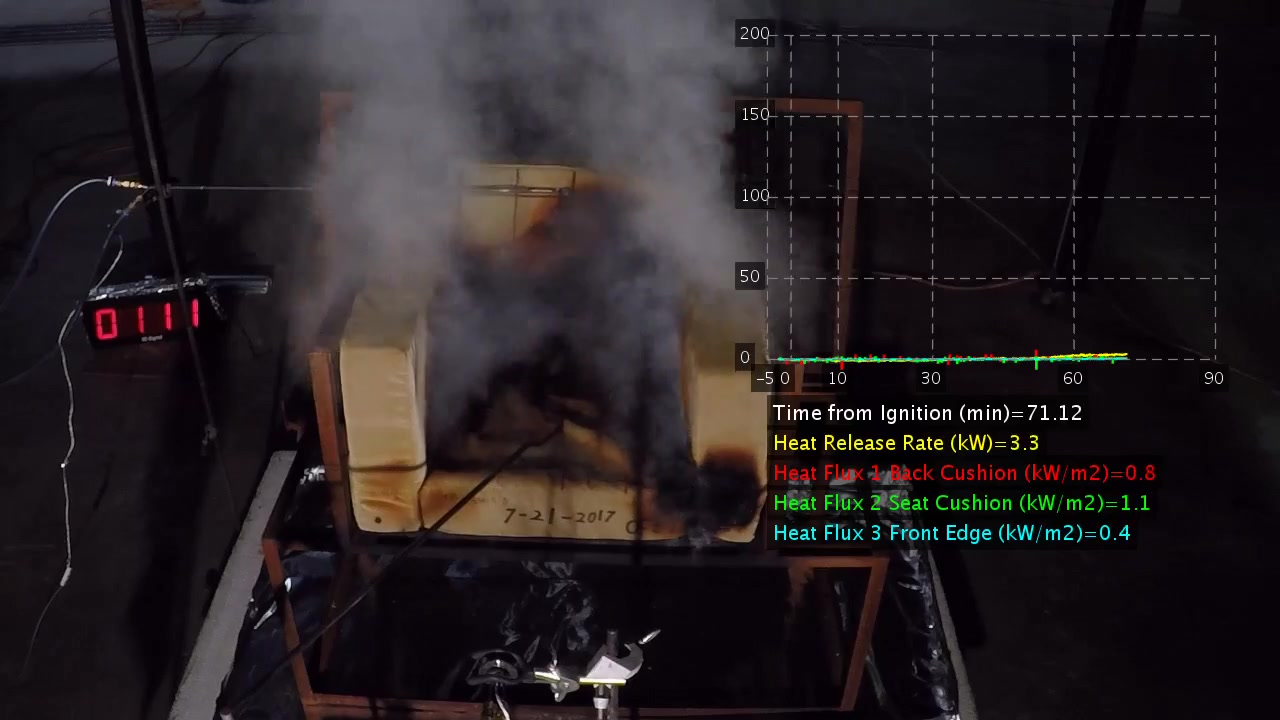 200
150
100
50
0
-5 0 10 30 60 90
01:11
Time from Ignition (min)=71.12
Heat Release Rate (kW)=3.3
Heat Flux 1 Back Cushion (kW/m2)=0.8
Heat Flux 2 Seat Cushion (kW/m2)=1.1
7-21-2017
Heat Flux 3 Front Edge (kW/m2)=0.4